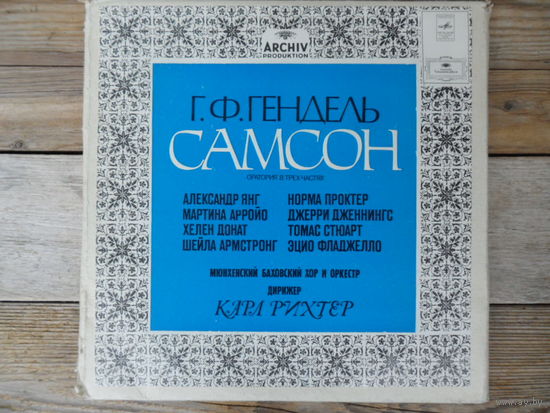 ARCHIV
PRODUKTION
Г.Ф.ГЕНДЕЛЬ
САМСОН
ОРАТОРИЯ В ТРЕХ ЧАСТЯХ
АЛЕКСАНДР ЯНГ НОРМА ПРОКТЕР
МАРТИНА АРРОЙО ДЖЕРРИ ДЖЕННИНГС
ХЕЛЕН ДОНАТ ТОМАС СТЮАРТ
ШЕЙЛА АРМСТРОНГ ЭЦИО ФЛАДЖЕЛЛО
МЮНХЕНСКИЙ БАХОВСКИЙ ХОР И ОРКЕСТР
ДИРИЖЕР
КАРЛ РИХТЕР